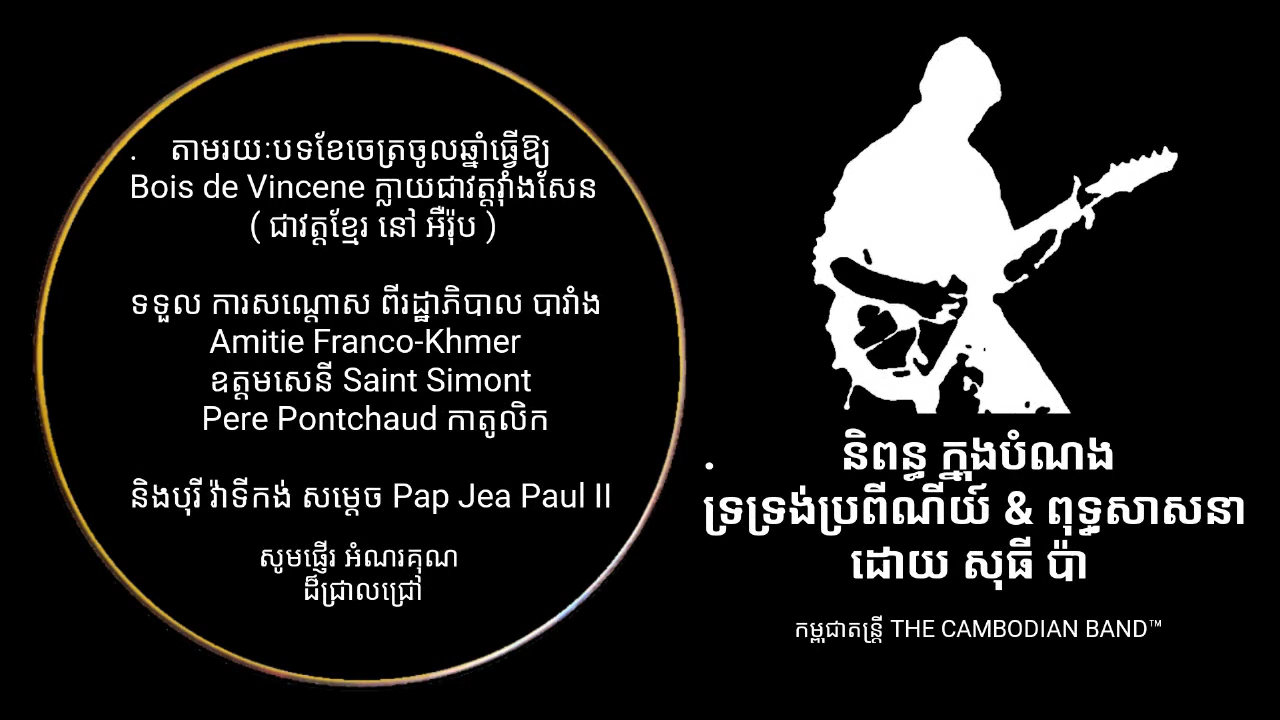 . តាមរយៈបទខែចេត្រចូលឆ្នាំធ្វើឱ្យ
Bois de Vincene ក្លាយជាវត្តវ៉ាំងសែន
( ជាវត្តខ្មែរ នៅ អឺរ៉ុប )
ទទួល ការសណ្តោស ពីរដ្ឋាភិបាល បារាំង
Amitie Franco-Khmer
ឧត្តមសេនី Saint Simont
Pere Pontchaud កាតូលិក
និងបុរី វ៉ាទីកង់ សម្តេច Pap Jea Paul II
សូមផ្ញើរ អំណរគុណ
ដ៏ជ្រាលជ្រៅ
. និពន្ធ ក្នុងបំណង
ទ្រទ្រង់ប្រពីណីយ៍ & ពុទ្ធសាសនា
ដោយ សុធី ប៉ា
កម្ពុជាតន្ត្រី THE CAMBODIAN BAND™